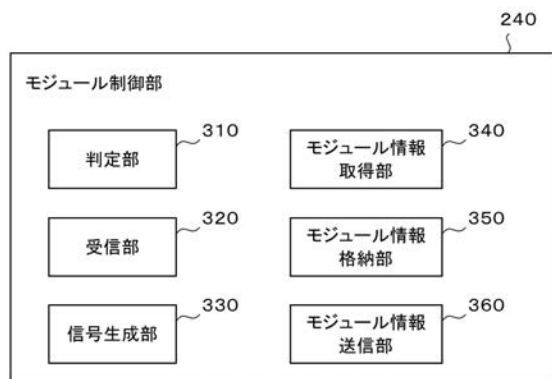 240
モジュール制御部
310
判定部
340
モジュール情報
取得部
320
受信部
350
モジュール情報
格納部
330
信号生成部
360
モジュール情報
送信部